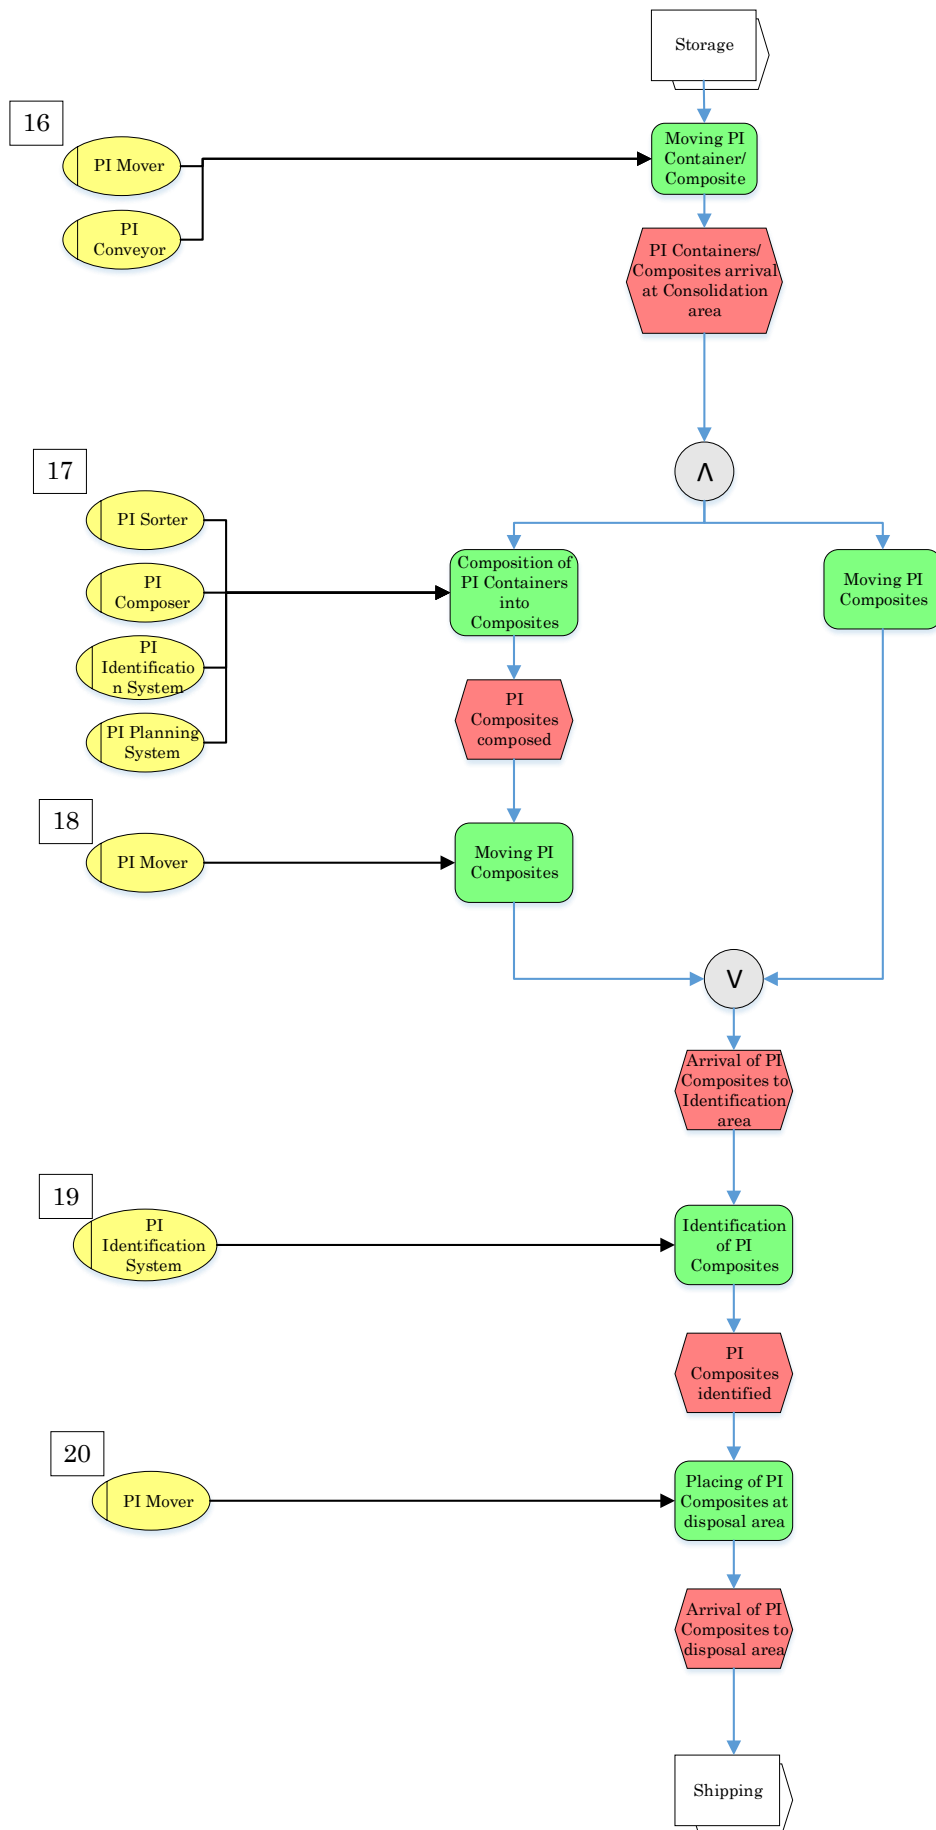 Storage
16
PI Mover
Moving PI
Container/
Composite
PI
Conveyor
PI Containers/
Composites arrival
at Consolidation
area
17
Λ
PI Sorter
PI
Composer
Composition of
PI Containers
into
Composites
Moving PI
Composites
PI
Identificatio
n System
PI
Composites
composed
PI Planning
System
18
PI Mover
Moving PI
Composites
V
Arrival of PI
Composites to
Identification
area
19
PI
Identification
System
Identification
of PI
Composites
PI
Composites
identified
20
PI Mover
Placing of PI
Composites at
disposal area
Arrival of PI
Composites to
disposal area
Shipping